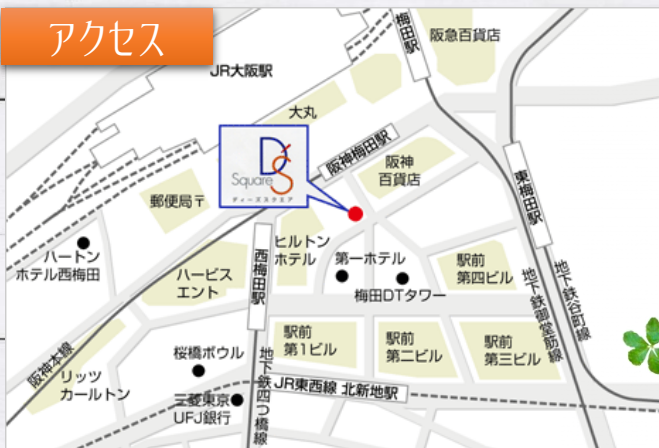 アクセス
JR大阪駅
梅田駅
阪急百貨店
大丸
D'S
Square
ディーズスクエア
阪神梅田駅
阪神
百貨店
東梅田駅
郵便局〒
ハートン
ホテル西梅田
ハービス
エント
西梅田駅
ヒルトン
ホテル
第一ホテル
梅田DTタワー
駅前
第四ビル
地下鉄御堂筋線
地下鉄谷町線
駅前
第1ビル
駅前
第二ビル
駅前
第三ビル
阪神本線
リッツ
カールトン
桜橋ボウル
三菱東京
UFJ銀行
地下鉄四つ橋線
JR東西線 北新地駅